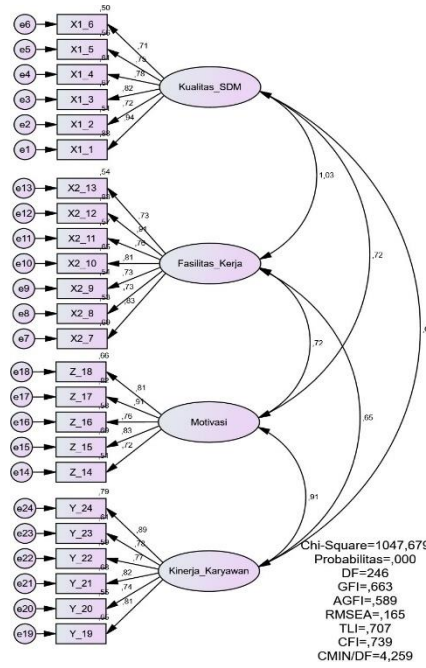 ,50
e6 X1_6
e5 X1_5
e4 X1_4
e3 X1_3
e2 X1_2
e1 X1_1
,71
,75
,78
,82
,72
,94
Kualitas_SDM
,54
e13 X2_13
e12 X2_12
e11 X2_11
e10 X2_10
e9 X2_9
e8 X2_8
e7 X2_7
,73
,91
,76
,81
,73
,73
,83
Fasilitas_Kerja
,66
e18 Z_18
e17 Z_17
e16 Z_16
e15 Z_15
e14 Z_14
,81
,91
,76
,83
,72
Motivasi
,79
e24 Y_24
e23 Y_23
e22 Y_22
e21 Y_21
e20 Y_20
e19 Y_19
,89
,78
,77
,82
,74
,81
Kinerja_Karyawan
1,03
,72
,72
,65
,91
Chi-Square=1047,679
Probabilitas=,000
DF=246
GFI=,663
AGFI=,589
RMSEA=,165
TLI=,707
CFI=,739
CMIN/DF=4,259